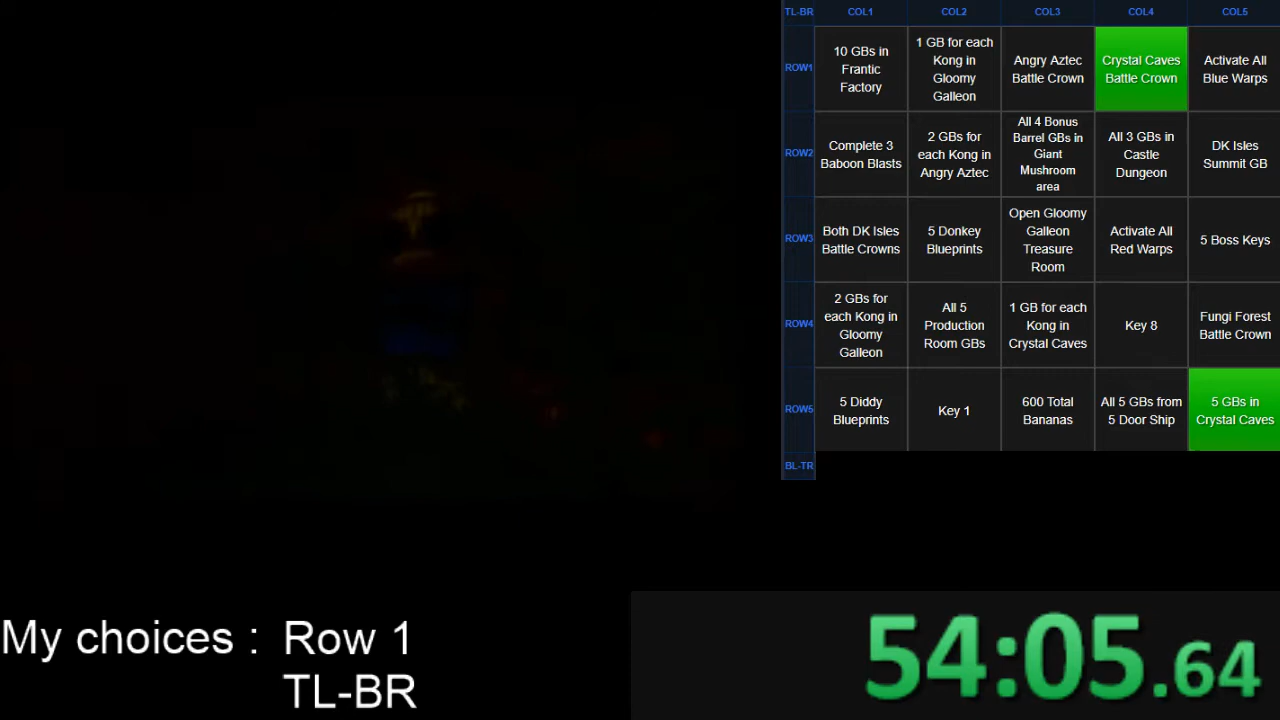 TL-BR COL1 COL2 COL3 COL4 COL5
ROW1
10 GBs in
Frantic
Factory
1 GB for each
Kong in
Gloomy
Galleon
Angry Aztec
Battle Crown
Crystal Caves
Battle Crown
Activate All
Blue Warps
ROW2
Complete 3
Baboon Blasts
2 GBs for
each Kong in
Angry Aztec
All 4 Bonus
Barrel GBs in
Giant
Mushroom
area
All 3 GBs in
Castle
Dungeon
DK Isles
Summit GB
ROW3
Both DK Isles
Battle Crowns
5 Donkey
Blueprints
Open Gloomy
Galleon
Treasure
Room
Activate All
Red Warps
5 Boss Keys
ROW4
2 GBs for
each Kong in
Gloomy
Galleon
All 5
Production
Room GBs
1 GB for each
Kong in
Crystal Caves
Key 8
Fungi Forest
Battle Crown
ROW5
5 Diddy
Blueprints
Key 1
600 Total
Bananas
All 5 GBs from
5 Door Ship
5 GBs in
Crystal Caves
BL-TR
My choices : Row 1
TL-BR
54:05.64